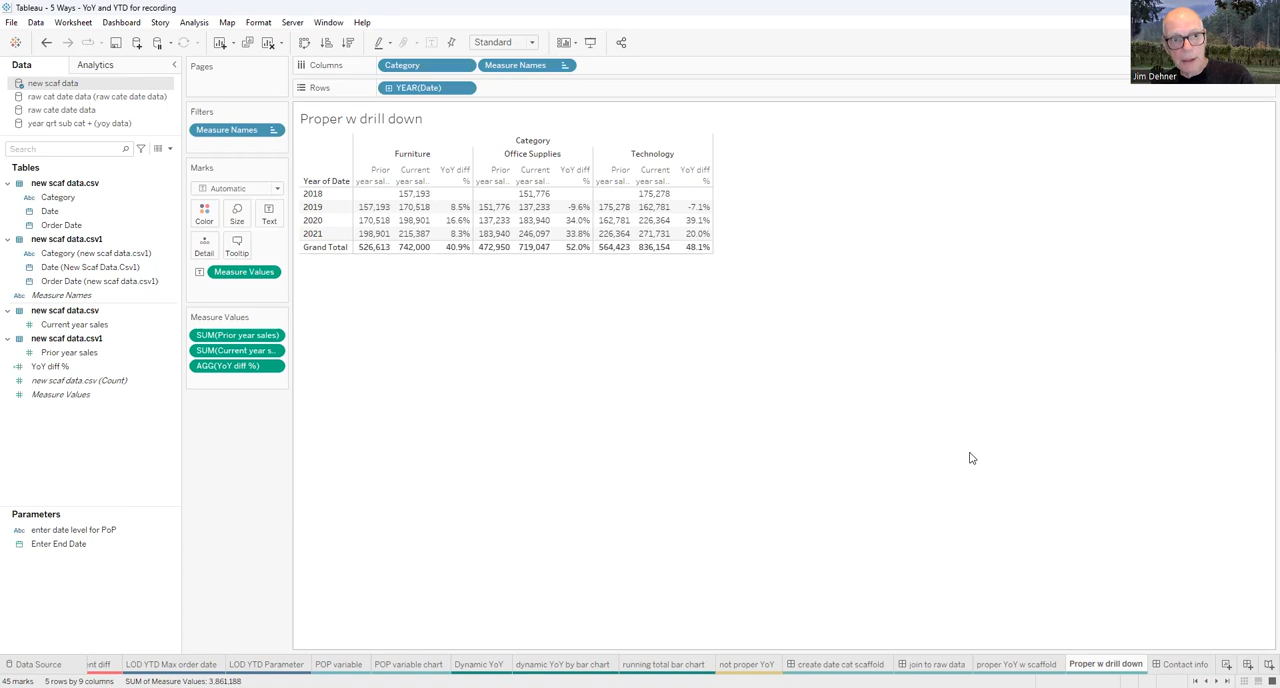 Tableau - 5 Ways - YoY and YTD for recording
File Data Worksheet Dashboard Story Analysis Map Format Server Window Help
Standard
Jim Dehner
Data Analytics
new scaf data
raw cat date data (raw cate date data)
raw cate date data
year qrt sub cat + (yoy data)
Search
Tables
new scaf data.csv
Abc Category
Date
Order Date
new scaf data.csv1
Abc Category (new scaf data.csv1)
Date (New Scaf Data.Csv1)
Order Date (new scaf data.csv1)
Abc Measure Names
new scaf data.csv
# Current year sales
new scaf data.csv1
# Prior year sales
YoY diff %
# new scaf data.csv (Count)
# Measure Values
Parameters
Abc enter date level for PoP
Enter End Date
Pages
Filters
Measure Names
Marks
Automatic
Color Size Text
Detail Tooltip
Measure Values
Measure Values
SUM(Prior year sales)
SUM(Current year s..
AGG(YoY diff %)
Columns Category Measure Names
Rows YEAR(Date)
Proper w drill down
Category
Furniture Office Supplies Technology
Year of Date Prior year sal.. Current year sal.. YoY diff % Prior year sal.. Current year sal.. YoY diff % Prior year sal.. Current year sal.. YoY diff %
2018 157,193 151,776 175,278
2019 157,193 170,518 8.5% 151,776 137,233 -9.6% 175,278 162,781 -7.1%
2020 170,518 198,901 16.6% 137,233 183,940 34.0% 162,781 226,364 39.1%
2021 198,901 215,387 8.3% 183,940 246,097 33.8% 226,364 271,731 20.0%
Grand Total 526,613 742,000 40.9% 472,950 719,047 52.0% 564,423 836,154 48.1%
Data Source nt diff LOD YTD Max order date LOD YTD Parameter POP variable POP variable chart Dynamic YoY dynamic YoY by bar chart running total bar chart not proper YoY create date cat scaffold join to raw data proper YoY w scaffold Proper w drill down Contact info
45 marks 5 rows by 9 columns SUM of Measure Values: 3,861,188